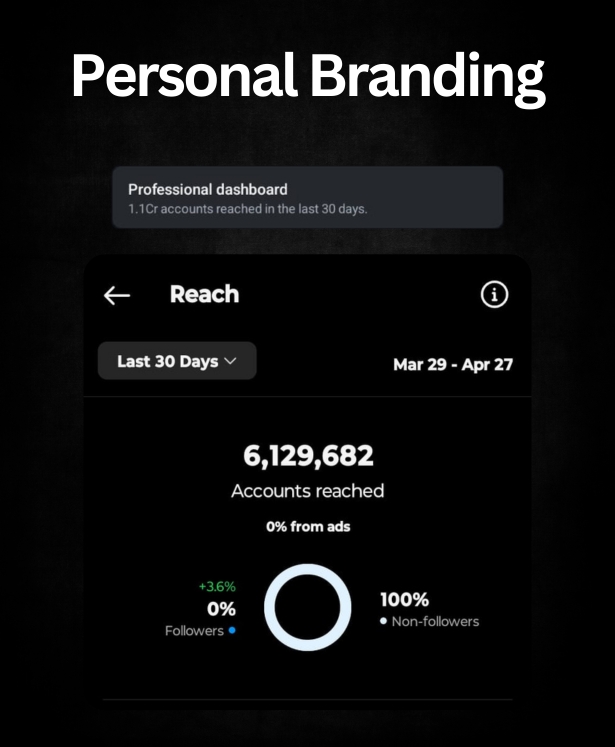 Personal Branding
Professional dashboard
1.1Cr accounts reached in the last 30 days.
Reach
Last 30 Days
Mar 29 - Apr 27
6,129,682
Accounts reached
0% from ads
+3.6%
0%
Followers
100%
Non-followers